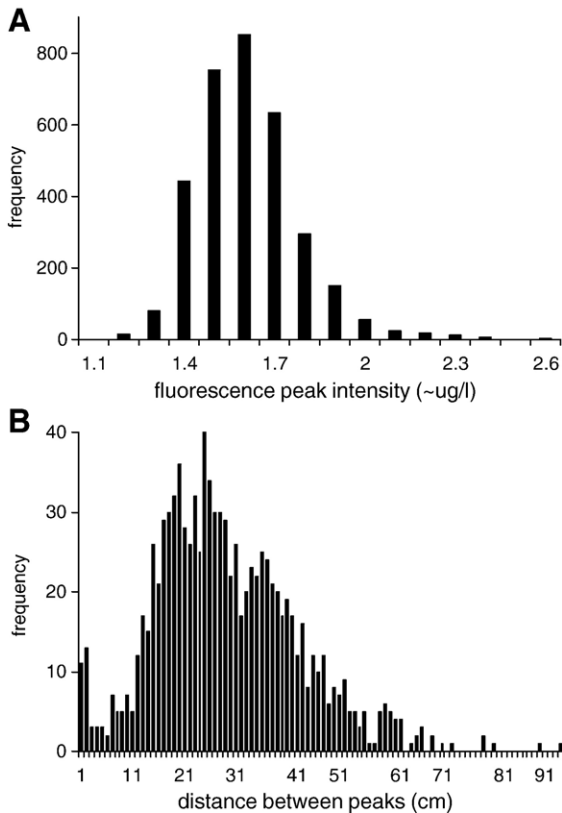 A
800
600
400
200
0
frequency
1.1 1.4 1.7 2 2.3 2.6
fluorescence peak intensity (~ug/l)
B
40
30
20
10
0
frequency
1 11 21 31 41 51 61 71 81 91
distance between peaks (cm)